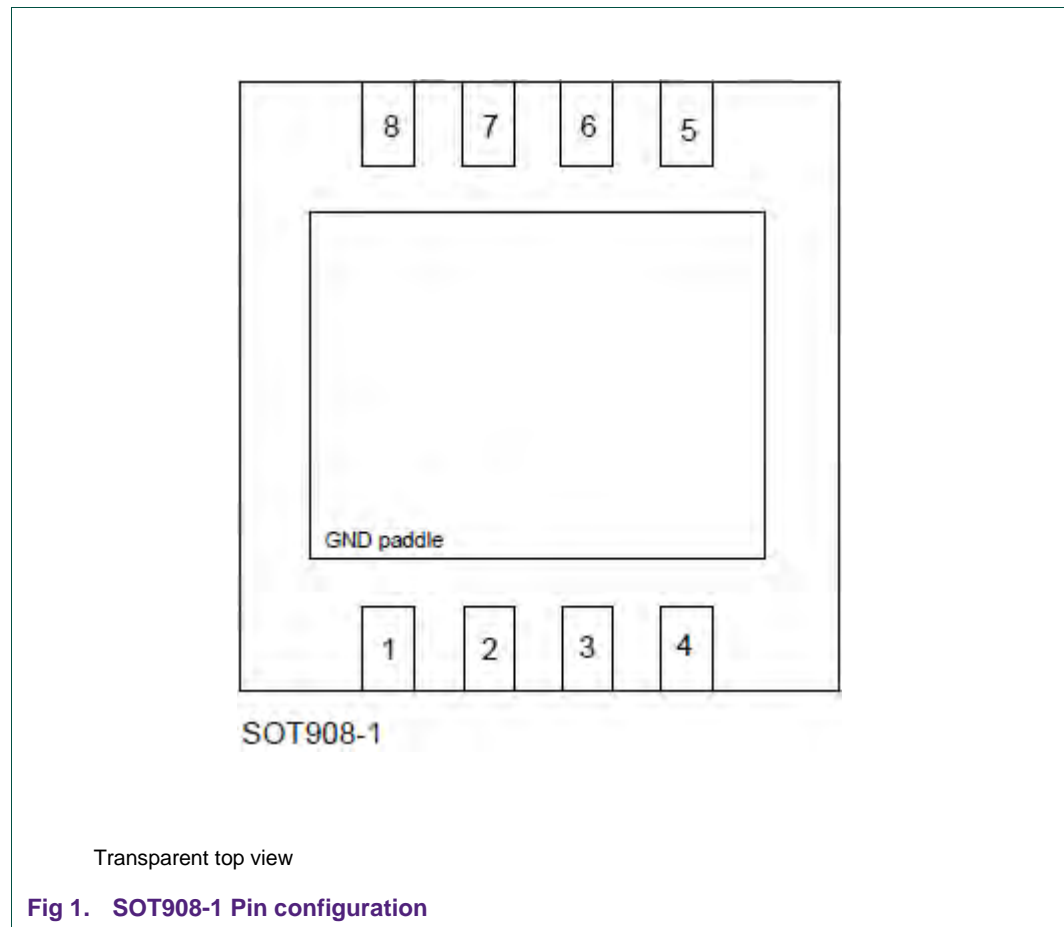 8 7 6 5
GND paddle
1 2 3 4
SOT908-1
Transparent top view
Fig 1. SOT908-1 Pin configuration